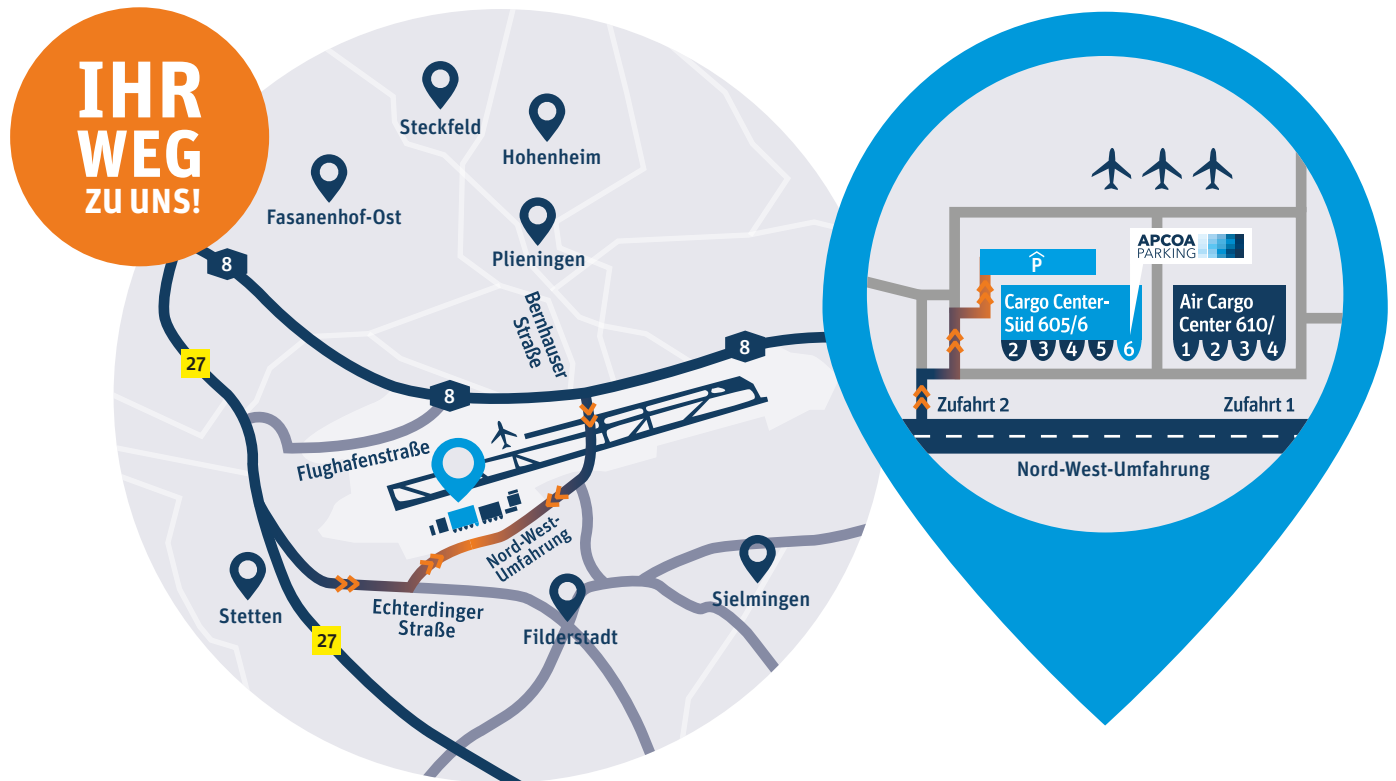 IHR
WEG
ZU UNS!
Steckfeld
Hohenheim
Fasanenhof-Ost
Plieningen
8
Bernhauser
Straße
27
8
8
Flughafenstraße
Nord-West-
Umfahrung
Stetten
Echterdinger
Straße
27
Filderstadt
Sielmingen
APCOA
PARKING
P
Cargo Center-
Süd 605/6
2 3 4 5 6
Air Cargo
Center 610/
1 2 3 4
Zufahrt 2
Zufahrt 1
Nord-West-Umfahrung